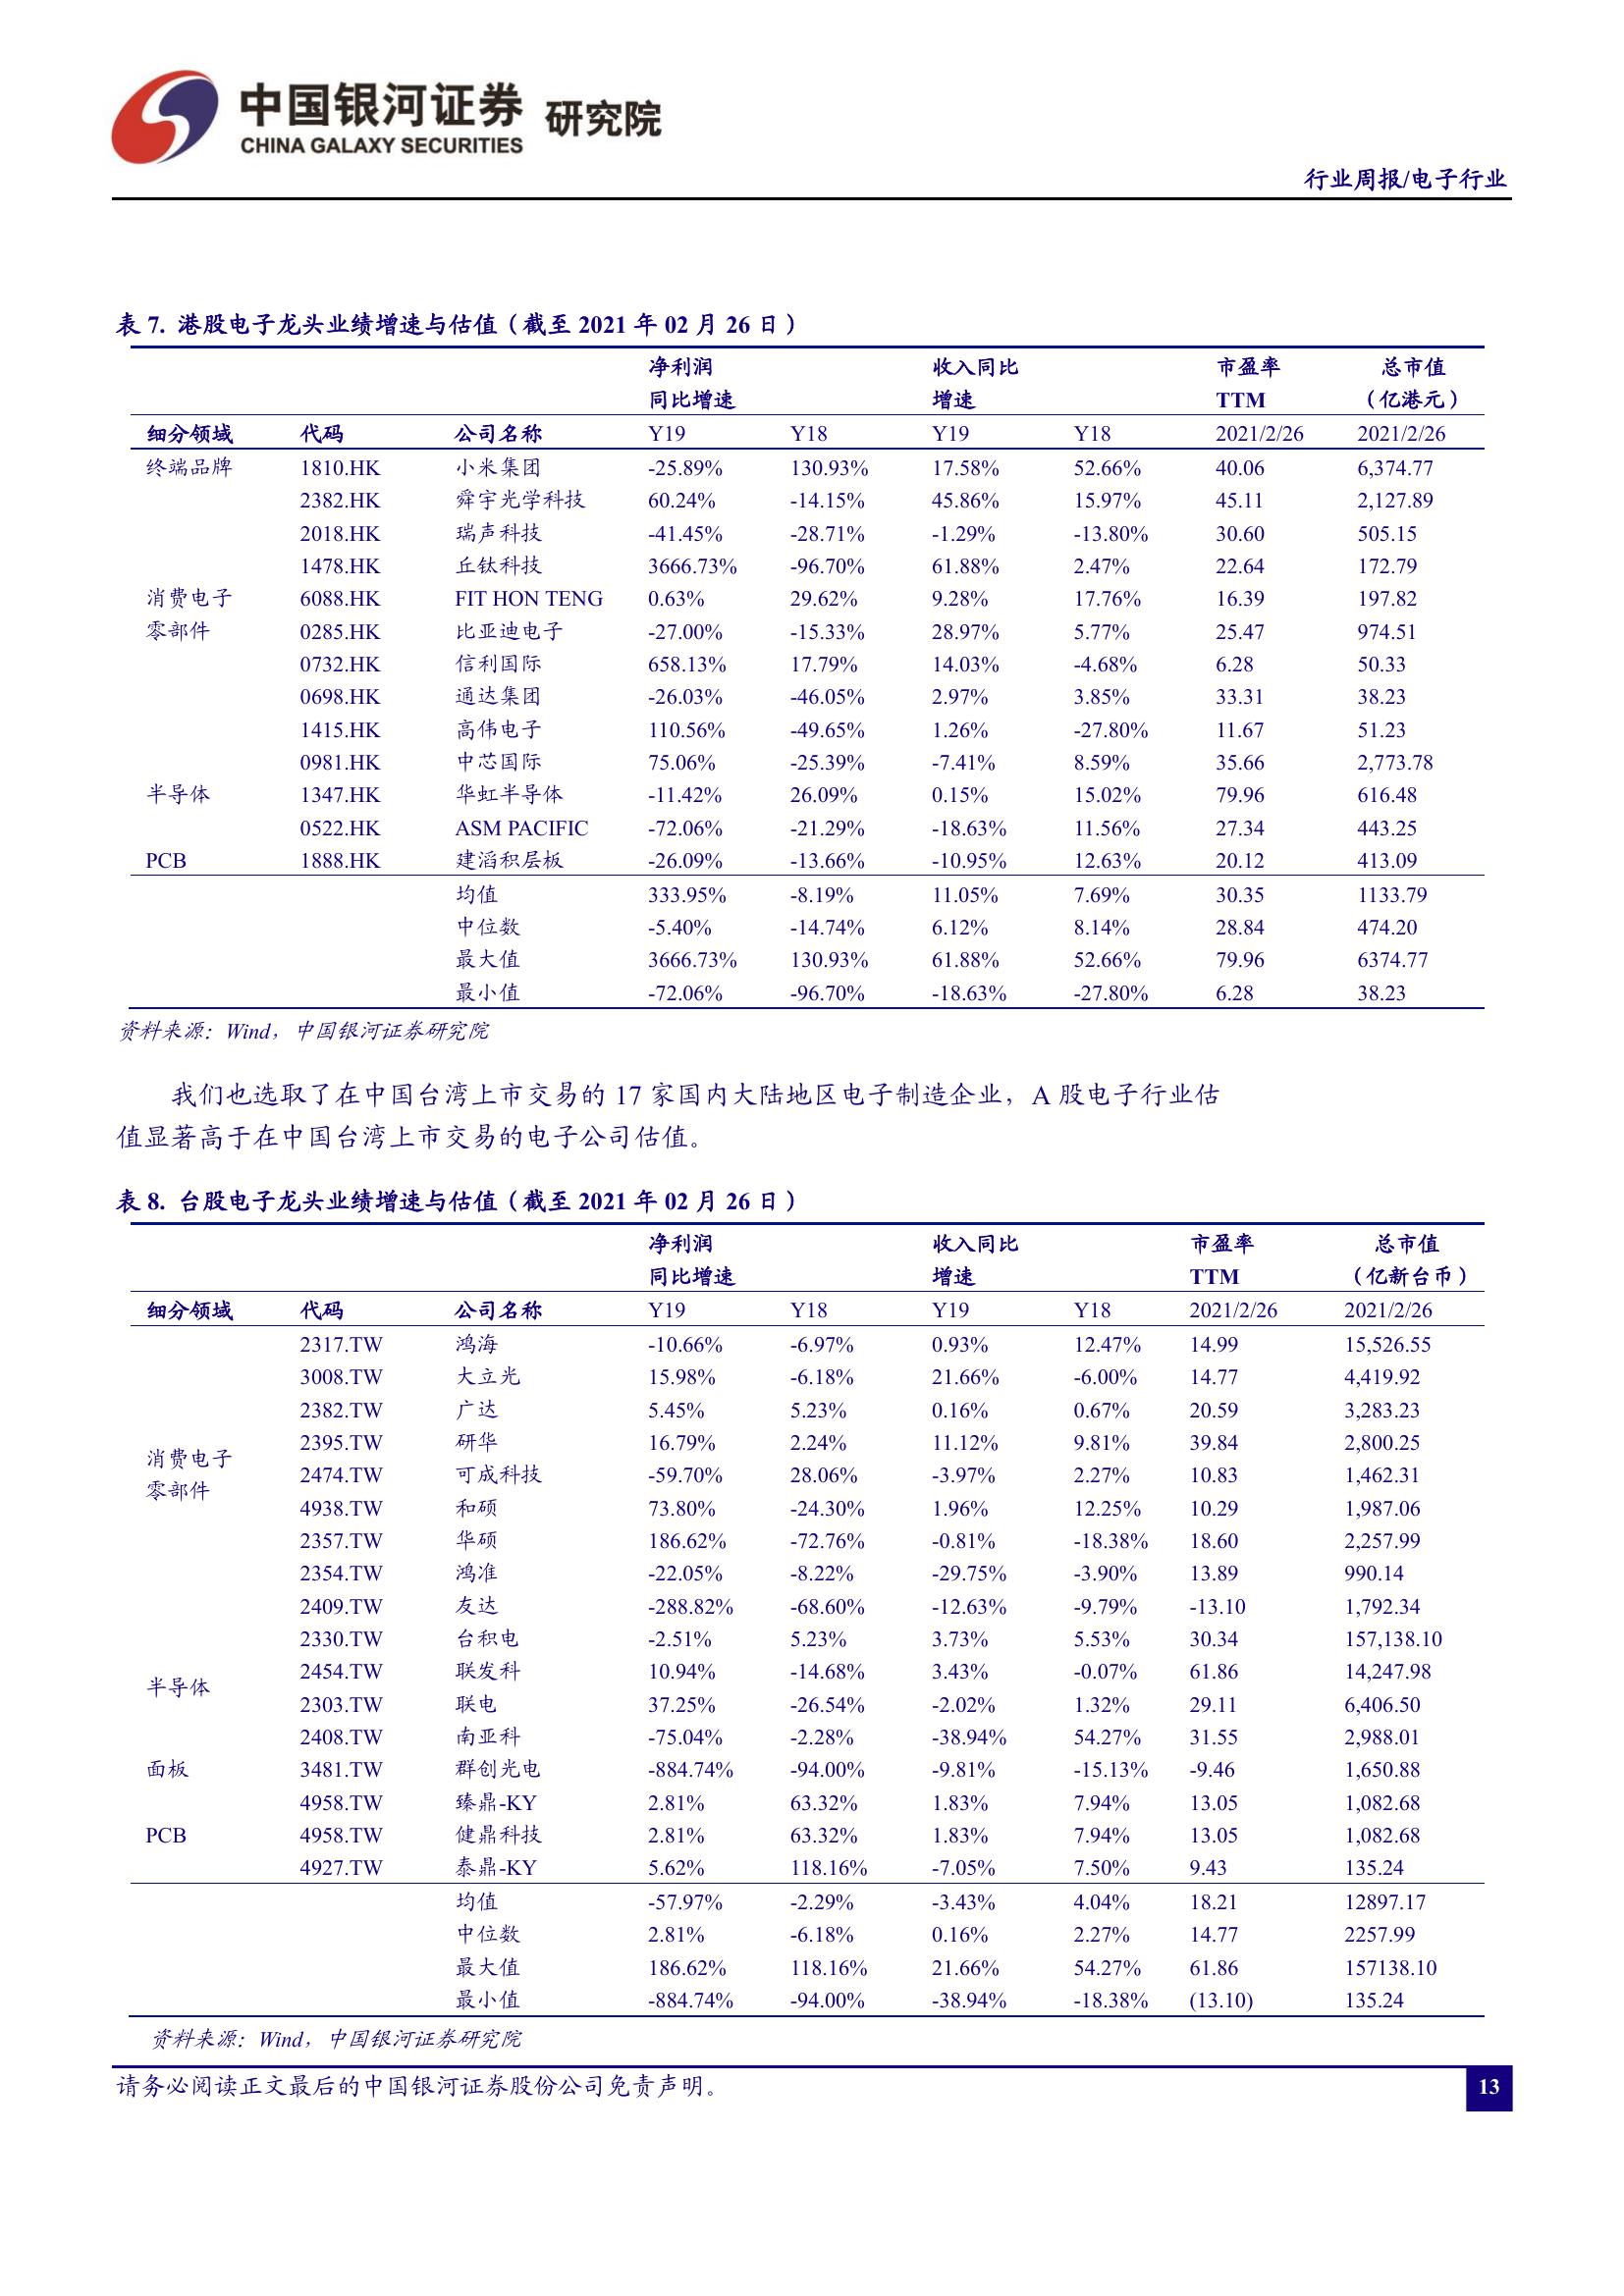 中国银河证券 研究院
CHINA GALAXY SECURITIES
行业周报/电子行业
表 7. 港股电子龙头业绩增速与估值（截至 2021 年 02 月 26 日）
净利润 收入同比 市盈率 总市值
同比增速 增速 TTM （亿港元）
细分领域 代码 公司名称 Y19 Y18 Y19 Y18 2021/2/26 2021/2/26
终端品牌 1810.HK 小米集团 -25.89% 130.93% 17.58% 52.66% 40.06 6,374.77
2382.HK 舜宇光学科技 60.24% -14.15% 45.86% 15.97% 45.11 2,127.89
2018.HK 瑞声科技 -41.45% -28.71% -1.29% -13.80% 30.60 505.15
1478.HK 丘钛科技 3666.73% -96.70% 61.88% 2.47% 22.64 172.79
消费电子 6088.HK FIT HON TENG 0.63% 29.62% 9.28% 17.76% 16.39 197.82
零部件 0285.HK 比亚迪电子 -27.00% -15.33% 28.97% 5.77% 25.47 974.51
0732.HK 信利国际 658.13% 17.79% 14.03% -4.68% 6.28 50.33
0698.HK 通达集团 -26.03% -46.05% 2.97% 3.85% 33.31 38.23
1415.HK 高伟电子 110.56% -49.65% 1.26% -27.80% 11.67 51.23
0981.HK 中芯国际 75.06% -25.39% -7.41% 8.59% 35.66 2,773.78
半导体 1347.HK 华虹半导体 -11.42% 26.09% 0.15% 15.02% 79.96 616.48
0522.HK ASM PACIFIC -72.06% -21.29% -18.63% 11.56% 27.34 443.25
PCB 1888.HK 建滔积层板 -26.09% -13.66% -10.95% 12.63% 20.12 413.09
均值 333.95% -8.19% 11.05% 7.69% 30.35 1133.79
中位数 -5.40% -14.74% 6.12% 8.14% 28.84 474.20
最大值 3666.73% 130.93% 61.88% 52.66% 79.96 6374.77
最小值 -72.06% -96.70% -18.63% -27.80% 6.28 38.23
资料来源：Wind，中国银河证券研究院
我们也选取了在中国台湾上市交易的 17 家国内大陆地区电子制造企业，A 股电子行业估
值显著高于在中国台湾上市交易的电子公司估值。
表 8. 台股电子龙头业绩增速与估值（截至 2021 年 02 月 26 日）
净利润 收入同比 市盈率 总市值
同比增速 增速 TTM （亿新台币）
细分领域 代码 公司名称 Y19 Y18 Y19 Y18 2021/2/26 2021/2/26
2317.TW 鸿海 -10.66% -6.97% 0.93% 12.47% 14.99 15,526.55
3008.TW 大立光 15.98% -6.18% 21.66% -6.00% 14.77 4,419.92
2382.TW 广达 5.45% 5.23% 0.16% 0.67% 20.59 3,283.23
2395.TW 研华 16.79% 2.24% 11.12% 9.81% 39.84 2,800.25
消费电子
2474.TW 可成科技 -59.70% 28.06% -3.97% 2.27% 10.83 1,462.31
零部件
4938.TW 和硕 73.80% -24.30% 1.96% 12.25% 10.29 1,987.06
2357.TW 华硕 186.62% -72.76% -0.81% -18.38% 18.60 2,257.99
2354.TW 鸿准 -22.05% -8.22% -29.75% -3.90% 13.89 990.14
2409.TW 友达 -288.82% -68.60% -12.63% -9.79% -13.10 1,792.34
2330.TW 台积电 -2.51% 5.23% 3.73% 5.53% 30.34 157,138.10
2454.TW 联发科 10.94% -14.68% 3.43% -0.07% 61.86 14,247.98
半导体
2303.TW 联电 37.25% -26.54% -2.02% 1.32% 29.11 6,406.50
2408.TW 南亚科 -75.04% -2.28% -38.94% 54.27% 31.55 2,988.01
面板 3481.TW 群创光电 -884.74% -94.00% -9.81% -15.13% -9.46 1,650.88
4958.TW 臻鼎-KY 2.81% 63.32% 1.83% 7.94% 13.05 1,082.68
PCB 4958.TW 健鼎科技 2.81% 63.32% 1.83% 7.94% 13.05 1,082.68
4927.TW 泰鼎-KY 5.62% 118.16% -7.05% 7.50% 9.43 135.24
均值 -57.97% -2.29% -3.43% 4.04% 18.21 12897.17
中位数 2.81% -6.18% 0.16% 2.27% 14.77 2257.99
最大值 186.62% 118.16% 21.66% 54.27% 61.86 157138.10
最小值 -884.74% -94.00% -38.94% -18.38% (13.10) 135.24
资料来源：Wind，中国银河证券研究院
请务必阅读正文最后的中国银河证券股份公司免责声明。 13